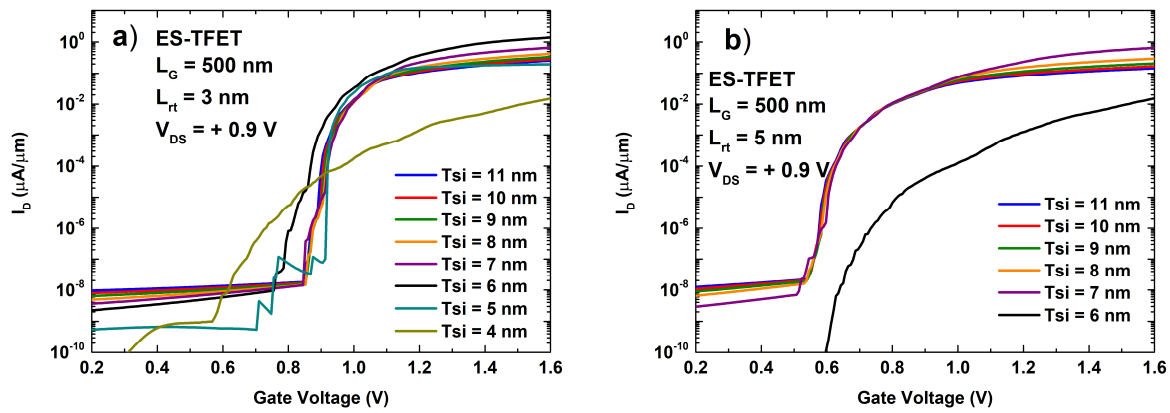 a)
ES-TFET
L_G = 500 nm
L_rt = 3 nm
V_DS = + 0.9 V
I_D (µA/µm)
10^0
10^-2
10^-4
10^-6
10^-8
10^-10
Tsi = 11 nm
Tsi = 10 nm
Tsi = 9 nm
Tsi = 8 nm
Tsi = 7 nm
Tsi = 6 nm
Tsi = 5 nm
Tsi = 4 nm
0.2 0.4 0.6 0.8 1.0 1.2 1.4 1.6
Gate Voltage (V)
b)
ES-TFET
L_G = 500 nm
L_rt = 5 nm
V_DS = + 0.9 V
I_D (µA/µm)
10^0
10^-2
10^-4
10^-6
10^-8
10^-10
Tsi = 11 nm
Tsi = 10 nm
Tsi = 9 nm
Tsi = 8 nm
Tsi = 7 nm
Tsi = 6 nm
0.2 0.4 0.6 0.8 1.0 1.2 1.4 1.6
Gate Voltage (V)